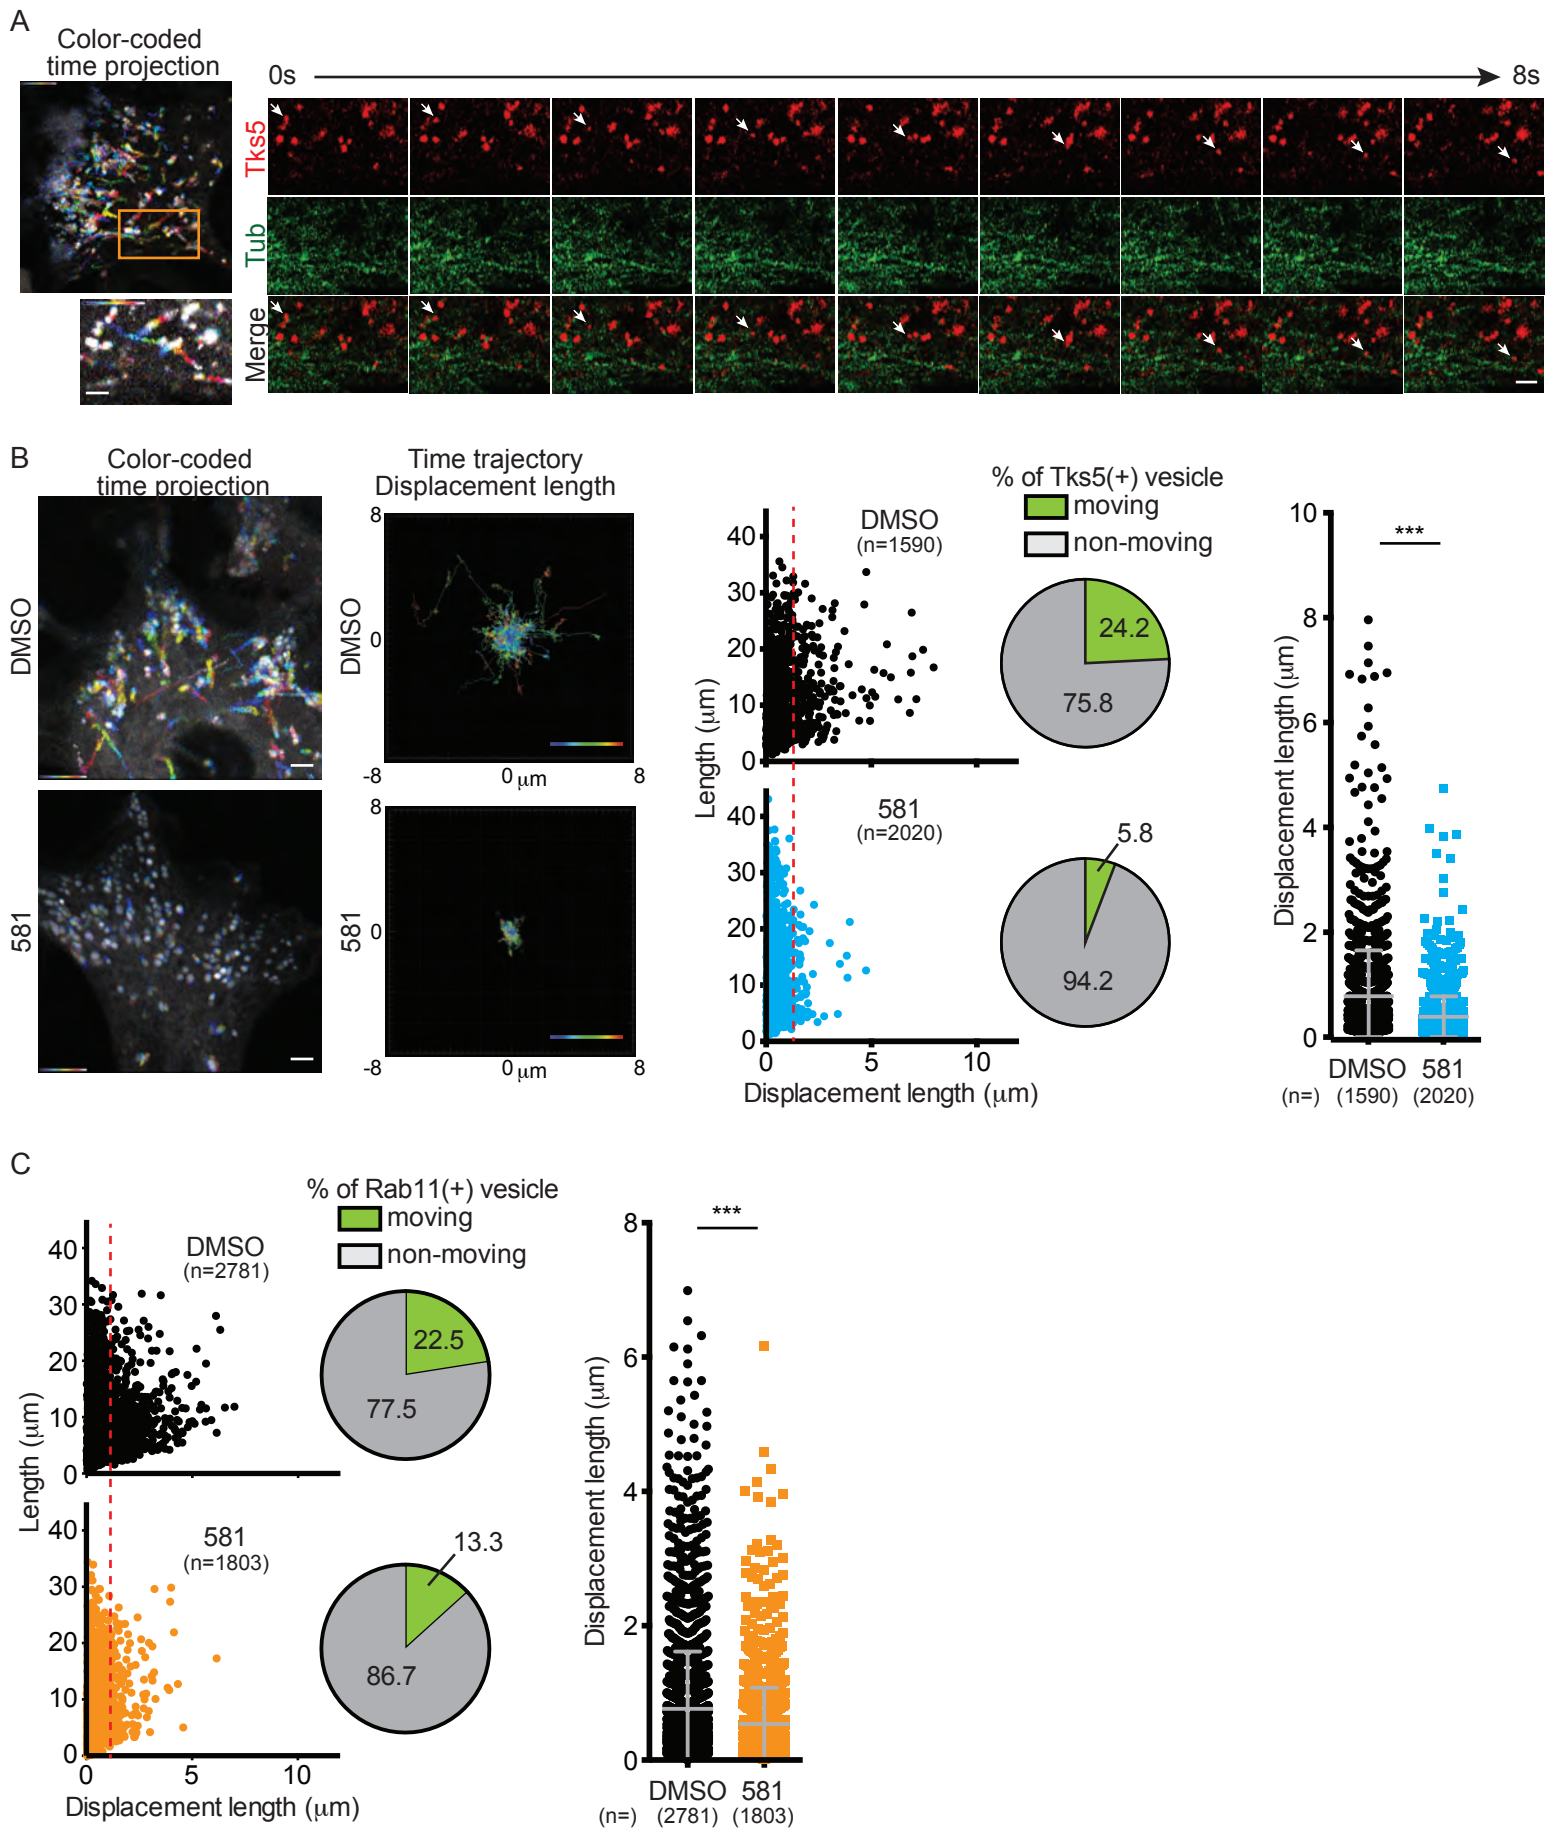 A
Color-coded
time projection
0s
8s
Tks5
Tub
Merge
B
Color-coded
time projection
DMSO
581
Time trajectory
Displacement length
DMSO
8
0
-8
0 μm
8
581
8
0
-8
0 μm
8
Length (μm)
DMSO
(n=1590)
40
30
20
10
0
581
(n=2020)
40
30
20
10
0
0
5
10
Displacement length (μm)
% of Tks5(+) vesicle
moving
non-moving
24.2
75.8
5.8
94.2
Displacement length (μm)
10
8
6
4
2
0
***
DMSO 581
(n=) (1590) (2020)
C
Length (μm)
DMSO
(n=2781)
40
30
20
10
0
581
(n=1803)
40
30
20
10
0
0
5
10
Displacement length (μm)
% of Rab11(+) vesicle
moving
non-moving
22.5
77.5
13.3
86.7
Displacement length (μm)
8
6
4
2
0
***
DMSO 581
(n=) (2781) (1803)